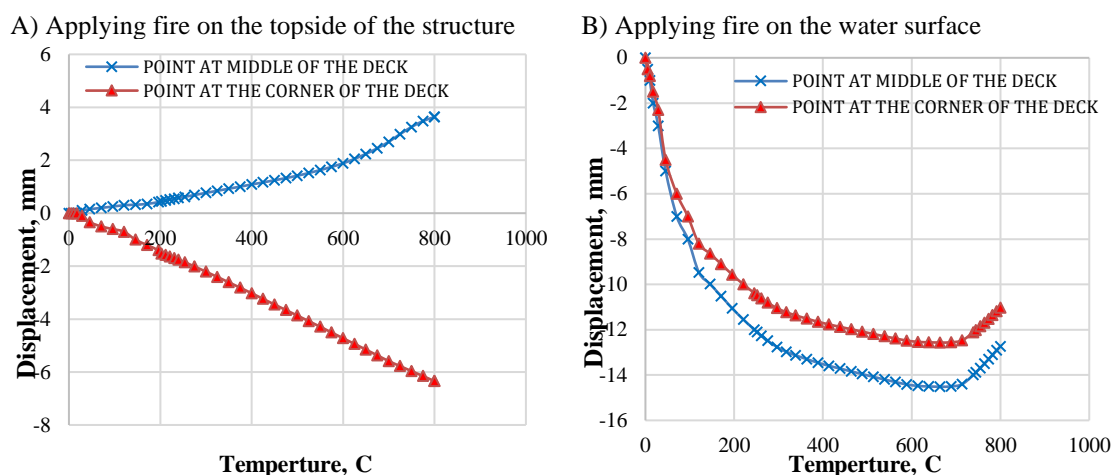 A) Applying fire on the topside of the structure
6
4
2
0
-2
-4
-6
-8
0
200
400
600
800
1000
POINT AT MIDDLE OF THE DECK
POINT AT THE CORNER OF THE DECK
Displacement, mm
Temperture, C
B) Applying fire on the water surface
0
-2
-4
-6
-8
-10
-12
-14
-16
0
200
400
600
800
1000
POINT AT MIDDLE OF THE DECK
POINT AT THE CORNER OF THE DECK
Displacement, mm
Temperture, C